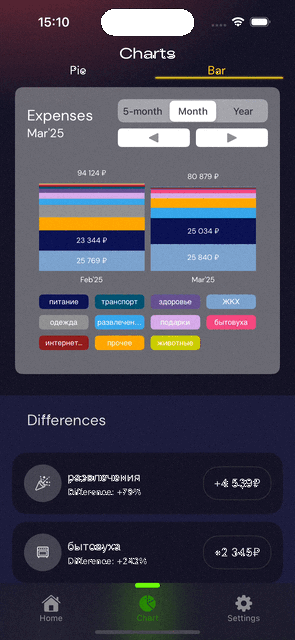 15:10
Charts
Pie
Bar
Expenses
Mar'25
5-month Month Year
94 124 ₽
80 879 ₽
23 344 ₽
25 034 ₽
25 769 ₽
25 840 ₽
Feb'25
Mar'25
питание транспорт здоровье ЖКХ
одежда развлечен... подарки бытовуха
интернет... прочее животные
Differences
развлечения
Difference: +79%
+4 539₽
бытовуха
Difference:
+2 345₽
Home
Chart
Settings